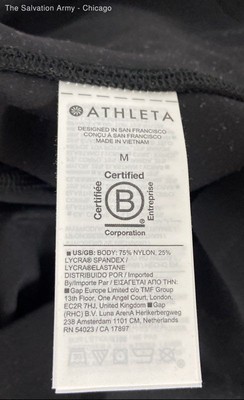 The Salvation Army - Chicago
ATHLETA
DESIGNED IN SAN FRANCISCO
CONÇU À SAN FRANCISCO
MADE IN VIETNAM
M
Certified
Certifiée
B
Entreprise
Corporation
US/GB: BODY: 75% NYLON, 25%
LYCRA® SPANDEX /
LYCRA®ELASTANE
DISTRIBUIDO POR / Imported
By/Importe Par / ΕΙΣΑΓΕΤΑΙ ΑΠΟ ΤΗΝ:
Gap Europe Limited c/o TMF Group
13th Floor, One Angel Court, London,
EC2R 7HJ, United Kingdom Gap
(RHC) B.V. Luna ArenA Herikerbergweg
238 Amsterdam 1101 CM, Netherlands
RN 54023 / CA 17897